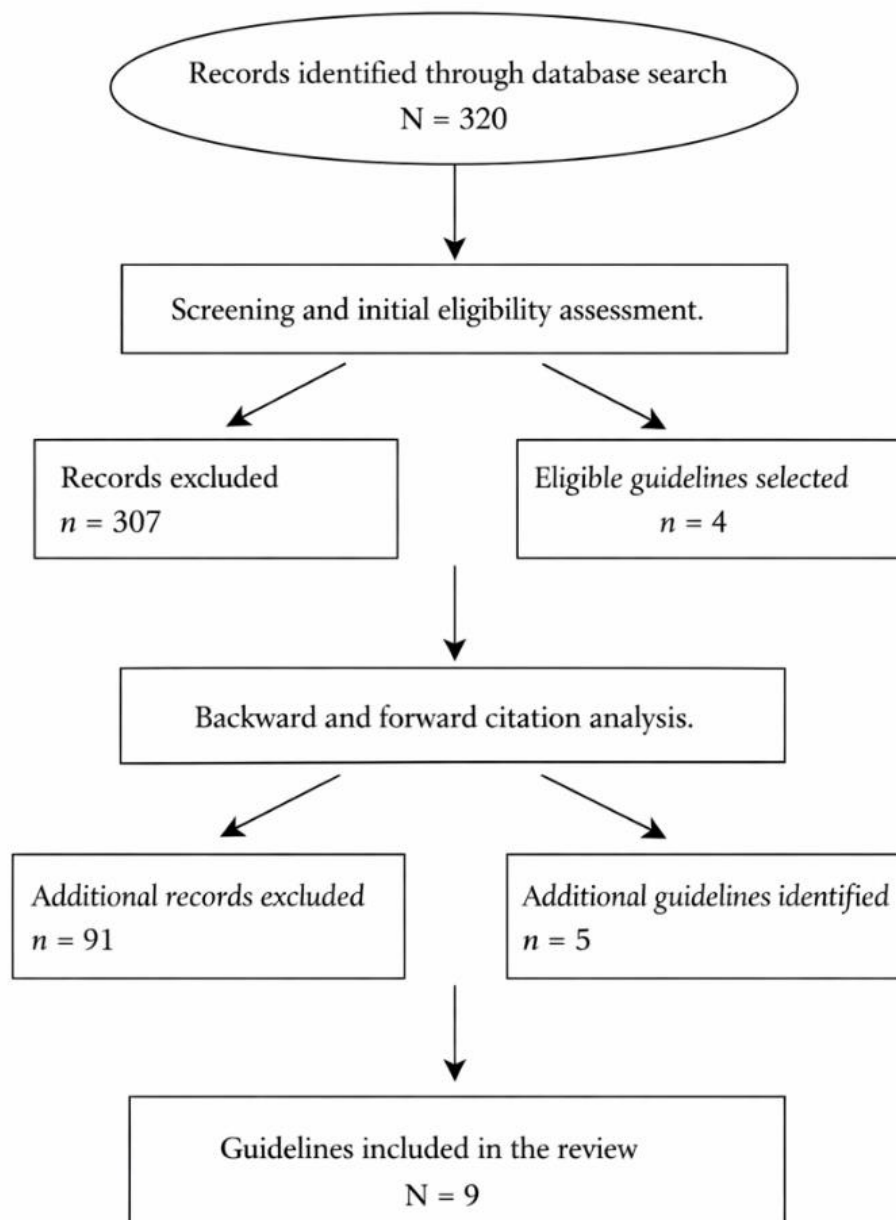 Records identified through database search
N = 320
Screening and initial eligibility assessment.
Records excluded
n = 307
Eligible guidelines selected
n = 4
Backward and forward citation analysis.
Additional records excluded
n = 91
Additional guidelines identified
n = 5
Guidelines included in the review
N = 9